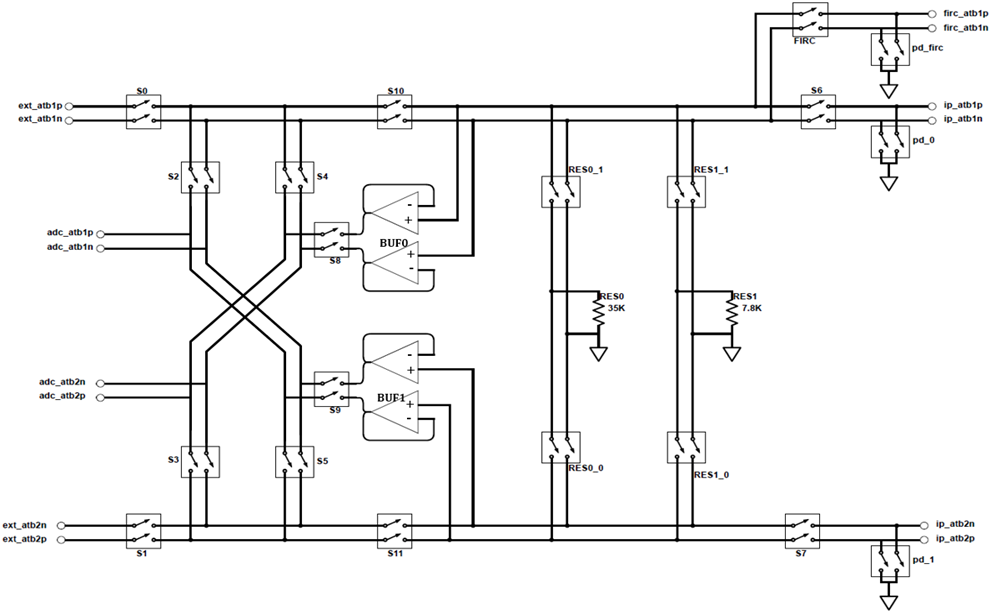 firc_atb1p
firc_atb1n
FIRC
pd_firc
S0
S10
S6
ext_atb1p
ext_atb1n
ip_atb1p
ip_atb1n
pd_0
S2
S4
RES0_1
RES1_1
-
+
adc_atb1p
adc_atb1n
BUF0
+
-
S8
RES0
35K
RES1
7.8K
-
+
adc_atb2n
adc_atb2p
BUF1
+
-
S9
S3
S5
RES0_0
RES1_0
ext_atb2n
ext_atb2p
ip_atb2n
ip_atb2p
S1
S11
S7
pd_1